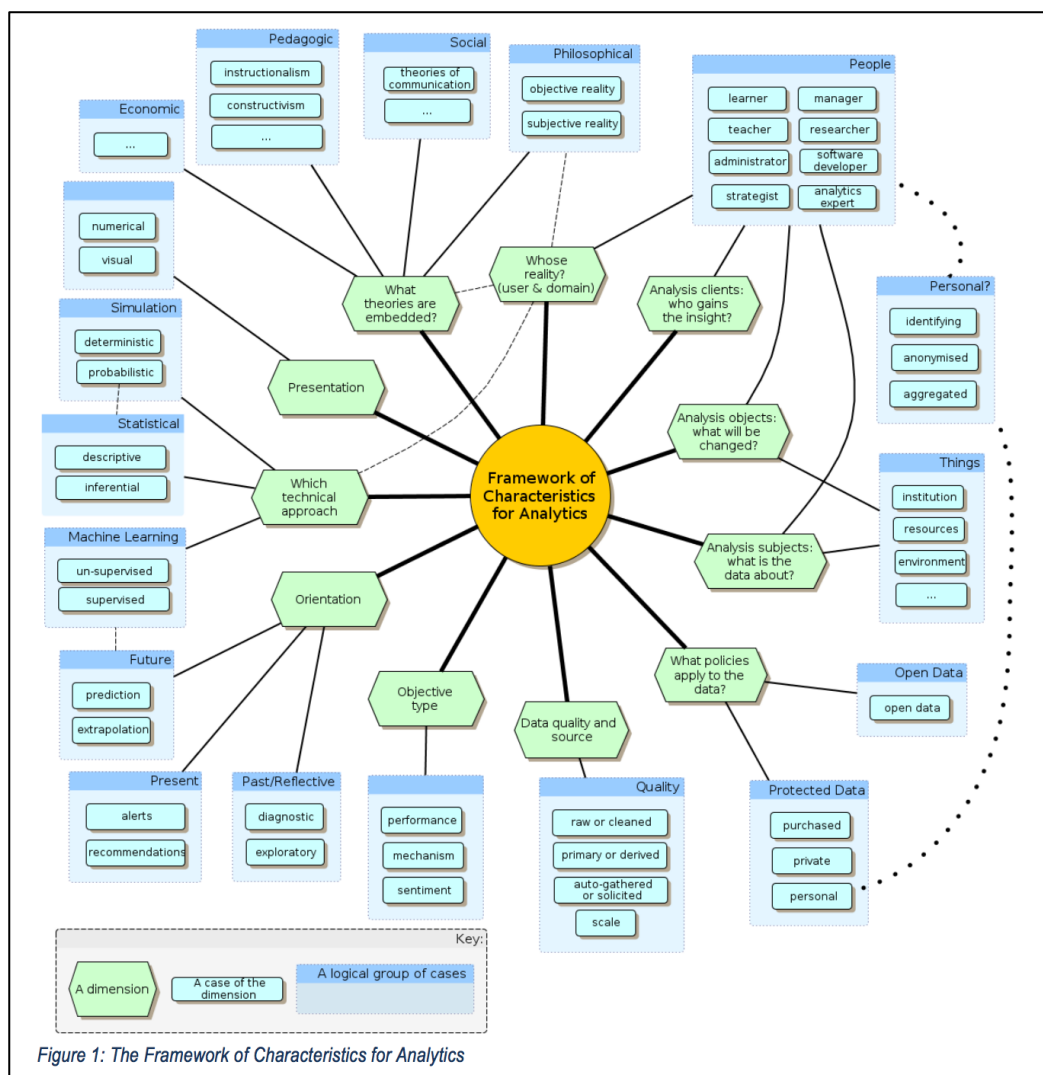 Pedagogic
instructionalism
constructivism
...
Social
theories of
communication
...
Philosophical
objective reality
subjective reality
People
learner
manager
teacher
researcher
administrator
software
developer
strategist
analytics
expert
Economic
...
numerical
visual
Simulation
deterministic
probabilistic
Statistical
descriptive
inferential
Machine Learning
un-supervised
supervised
Future
prediction
extrapolation
Present
alerts
recommendations
Past/Reflective
diagnostic
exploratory
What
theories are
embedded?
Whose
reality?
(user & domain)
Analysis clients:
who gains
the insight?
Presentation
Which
technical
approach
Orientation
Framework of
Characteristics
for Analytics
Analysis objects:
what will be
changed?
Analysis subjects:
what is the
data about?
Personal?
identifying
anonymised
aggregated
Things
institution
resources
environment
...
Objective
type
Data quality and
source
What policies
apply to the
data?
Open Data
open data
performance
mechanism
sentiment
Quality
raw or cleaned
primary or derived
auto-gathered
or solicited
scale
Protected Data
purchased
private
personal
Key:
A dimension
A case of the
dimension
A logical group of cases
Figure 1: The Framework of Characteristics for Analytics